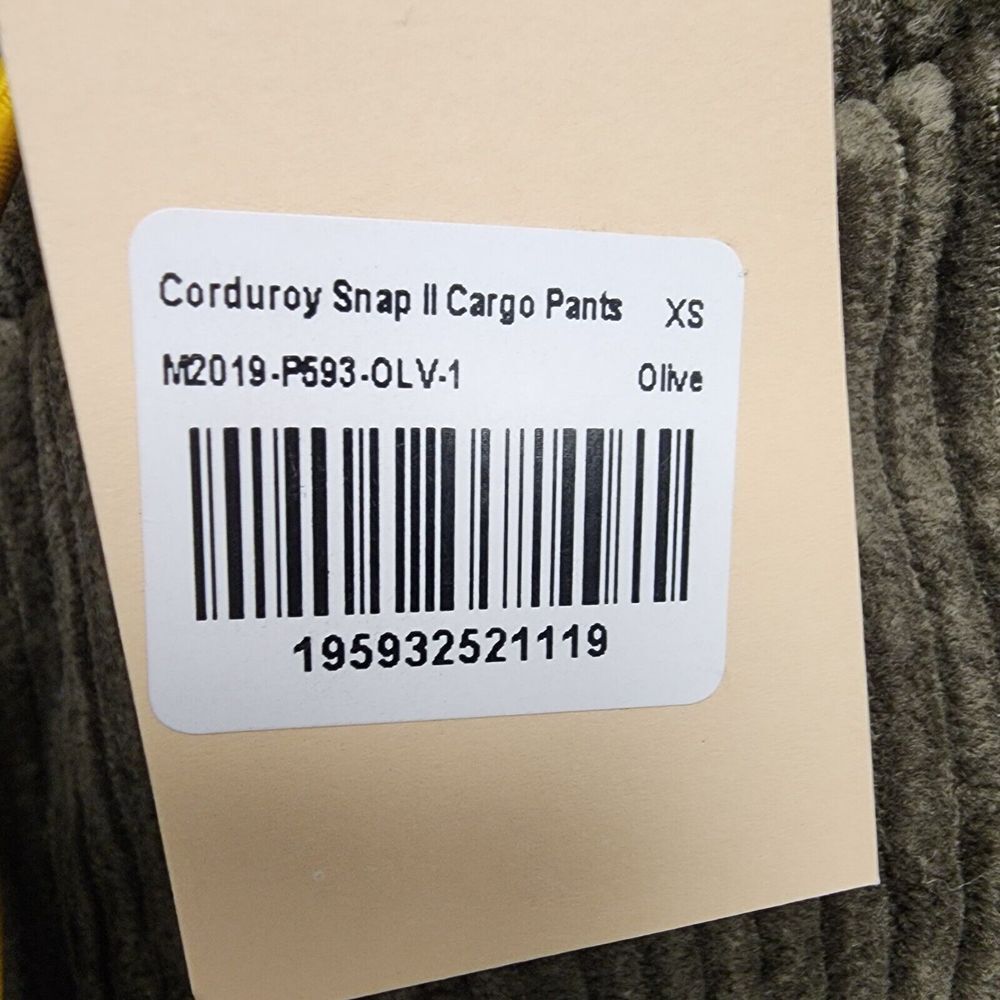 Corduroy Snap II Cargo Pants XS
M2019-P593-OLV-1 Olive
195932521119